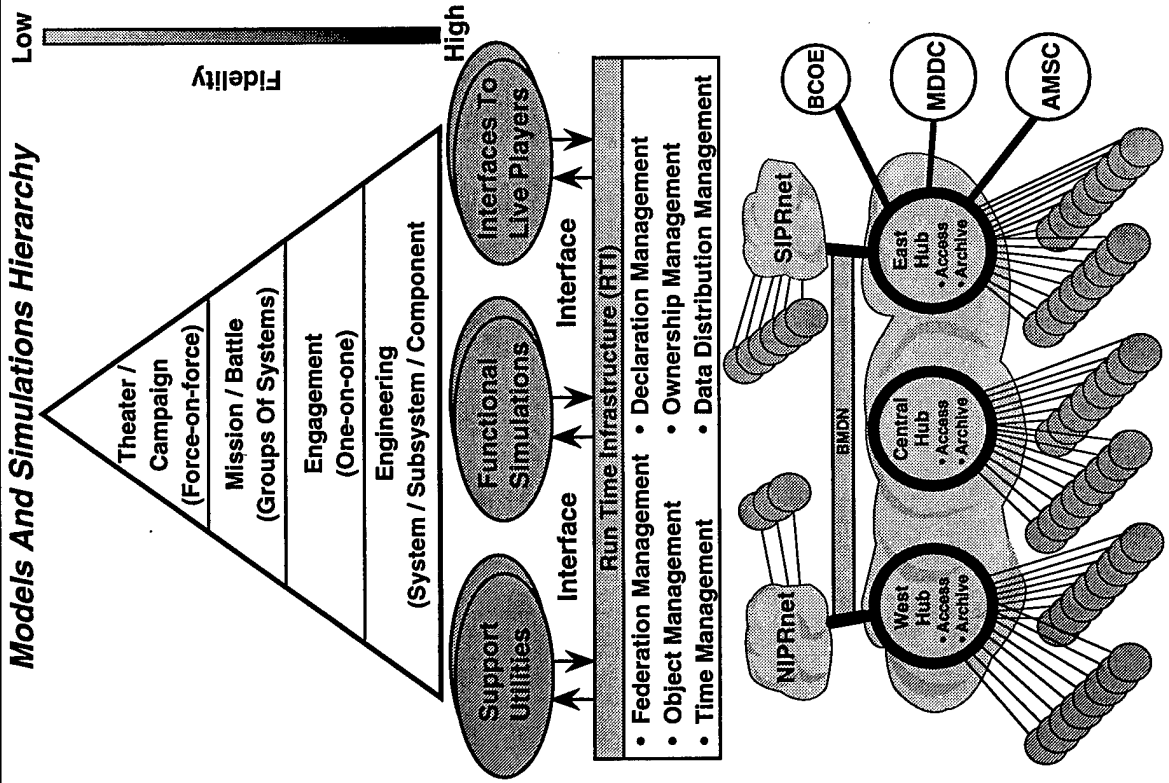 Models And Simulations Hierarchy
Low
Fidelity
High
Theater /
Campaign
(Force-on-force)
Mission / Battle
(Groups Of Systems)
Engagement
(One-on-one)
Engineering
(System / Subsystem / Component
Support
Utilities
Functional
Simulations
Interfaces To
Live Players
Interface
Interface
Run Time Infrastructure (RTI)
• Federation Management
• Object Management
• Time Management
• Declaration Management
• Ownership Management
• Data Distribution Management
NIPRnet
SIPRnet
BMDN
West
Hub
• Access
• Archive
Central
Hub
• Access
• Archive
East
Hub
• Access
• Archive
BCOE
MDDC
AMSC